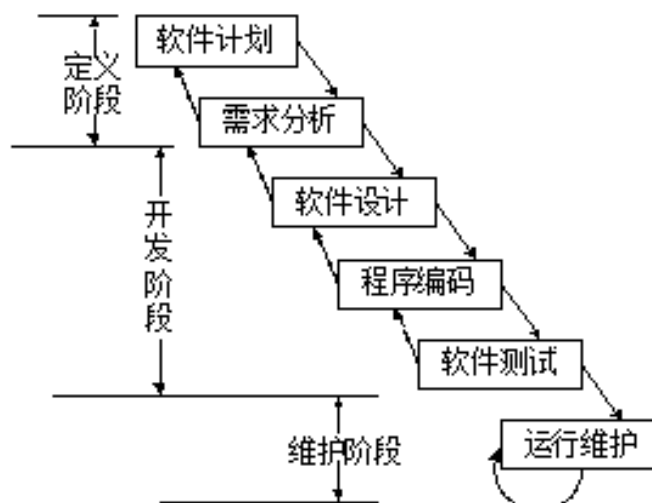 软件计划
定义
阶段
需求分析
软件设计
开
发
阶
段
程序编码
软件测试
运行维护
维护阶段